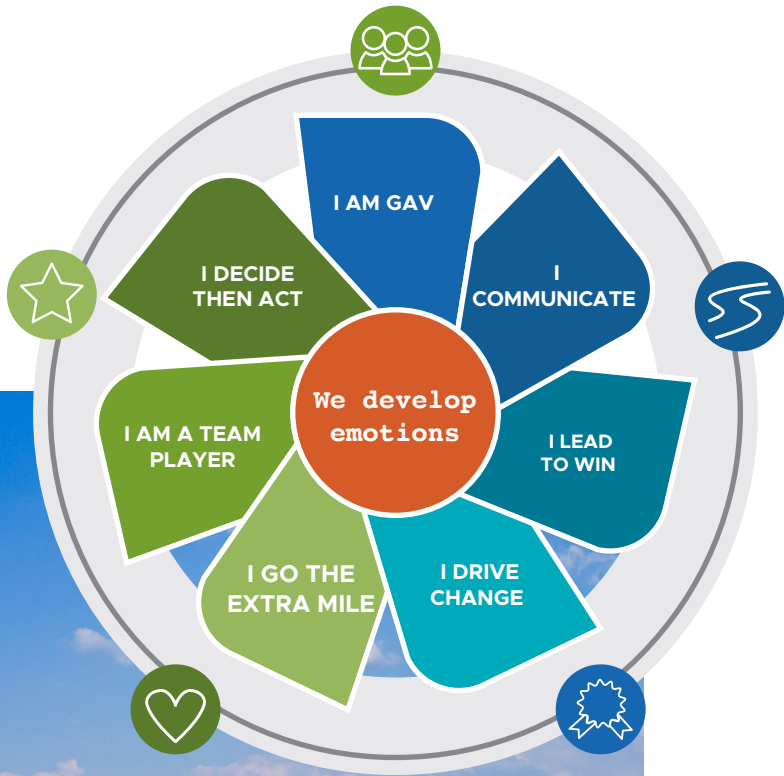 I AM GAV
I
COMMUNICATE
I LEAD
TO WIN
I DRIVE
CHANGE
I GO THE
EXTRA MILE
I AM A TEAM
PLAYER
I DECIDE
THEN ACT
We develop
emotions